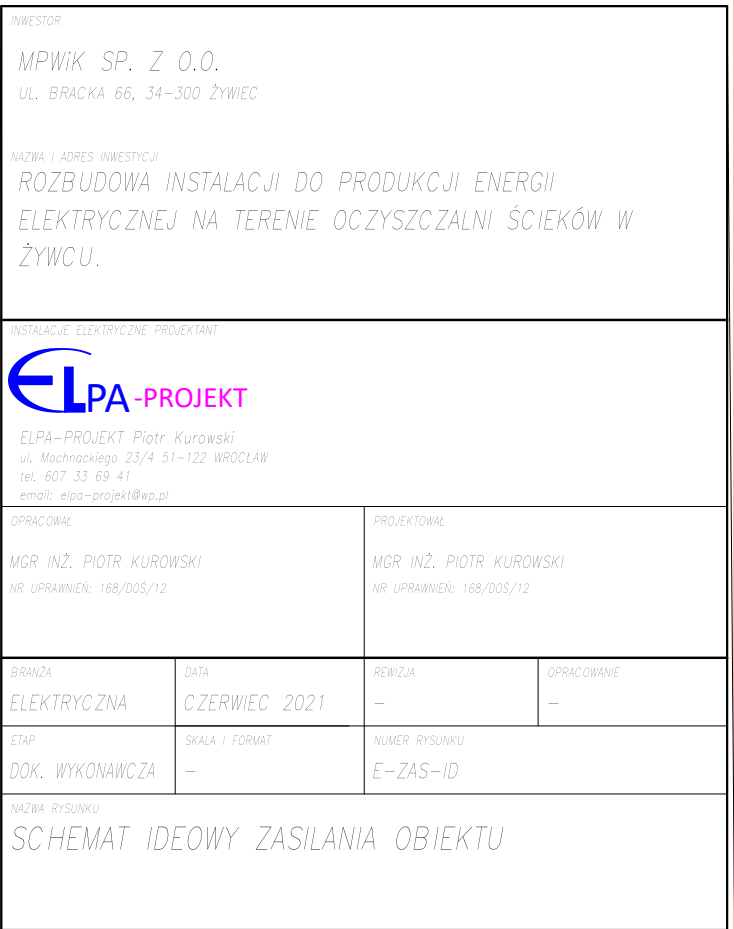 INWESTOR
MPWiK SP. Z O.O.
UL. BRACKA 66, 34-300 ŻYWIEC
NAZWA I ADRES INWESTYCJI
ROZBUDOWA INSTALACJI DO PRODUKCJI ENERGII
ELEKTRYCZNEJ NA TERENIE OCZYSZCZALNI ŚCIEKÓW W
ŻYWCU.
INSTALACJE ELEKTRYCZNE PROJEKTANT
ELPA-PROJEKT
ELPA-PROJEKT Piotr Kurowski
ul. Mochnackiego 23/4 51-122 WROCŁAW
tel. 607 33 69 41
email: elpa-projekt@wp.pl
OPRACOWAŁ
MGR INŻ. PIOTR KUROWSKI
NR UPRAWNIEŃ: 168/DOŚ/12
PROJEKTOWAŁ
MGR INŻ. PIOTR KUROWSKI
NR UPRAWNIEŃ: 168/DOŚ/12
BRANŻA
ELEKTRYCZNA
DATA
CZERWIEC 2021
REWIZJA
-
OPRACOWANIE
-
ETAP
DOK. WYKONAWCZA
SKALA I FORMAT
-
NUMER RYSUNKU
E-ZAS-ID
NAZWA RYSUNKU
SCHEMAT IDEOWY ZASILANIA OBIEKTU